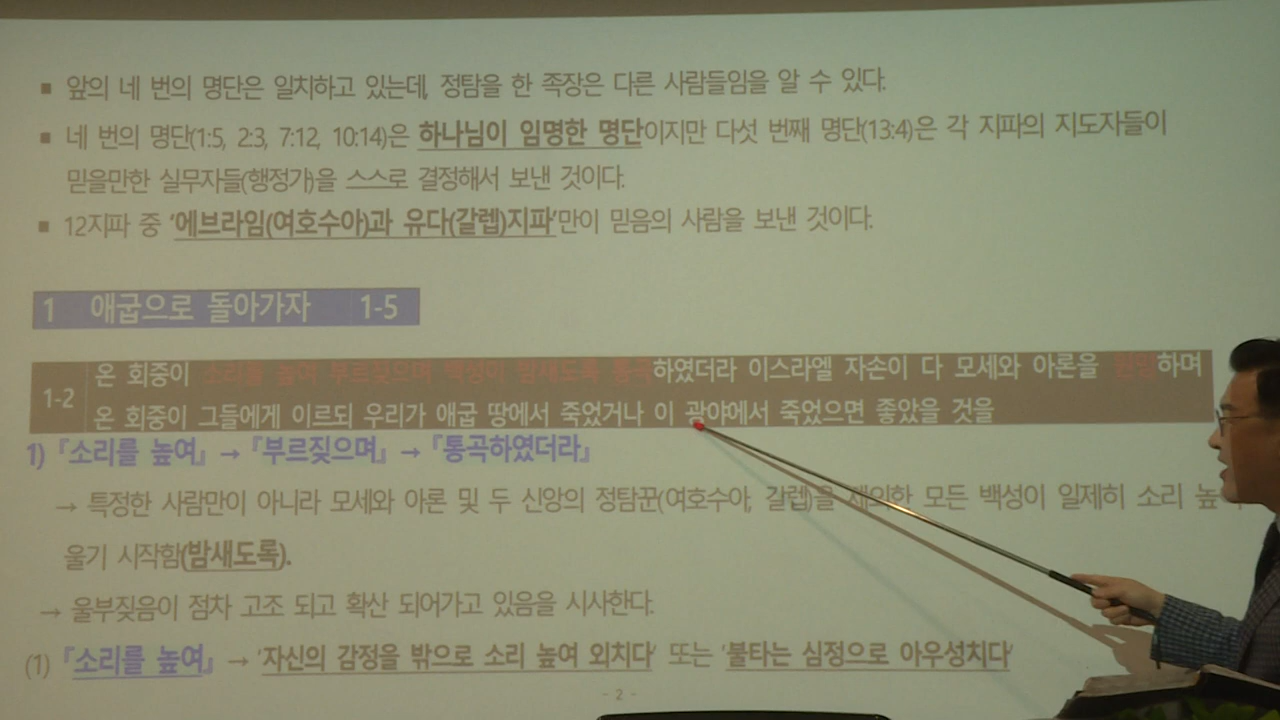 ▪ 앞의 네 번의 명단은 일치하고 있는데, 정탐을 한 족장은 다른 사람들임을 알 수 있다.
▪ 네 번의 명단(1:5, 2:3, 7:12, 10:14)은 하나님이 임명한 명단이지만 다섯 번째 명단(13:4)은 각 지파의 지도자들이
믿을만한 실무자들(행정가)을 스스로 결정해서 보낸 것이다.
▪ 12지파 중 '에브라임(여호수아)과 유다(갈렙)지파'만이 믿음의 사람을 보낸 것이다.
1 애굽으로 돌아가자 1-5
1-2 온 회중이 소리를 높여 부르짖으며 백성이 밤새도록 통곡하였더라 이스라엘 자손이 다 모세와 아론을 원망하며
온 회중이 그들에게 이르되 우리가 애굽 땅에서 죽었거나 이 광야에서 죽었으면 좋았을 것을
1) 『소리를 높여』 → 『부르짖으며』 → 『통곡하였더라』
→ 특정한 사람만이 아니라 모세와 아론 및 두 신앙의 정탐꾼(여호수아, 갈렙)을 제외한 모든 백성이 일제히 소리 높
울기 시작함(밤새도록).
→ 울부짖음이 점차 고조 되고 확산 되어가고 있음을 시사한다.
(1) 『소리를 높여』 → '자신의 감정을 밖으로 소리 높여 외치다' 또는 '불타는 심정으로 아우성치다'
- 2 -